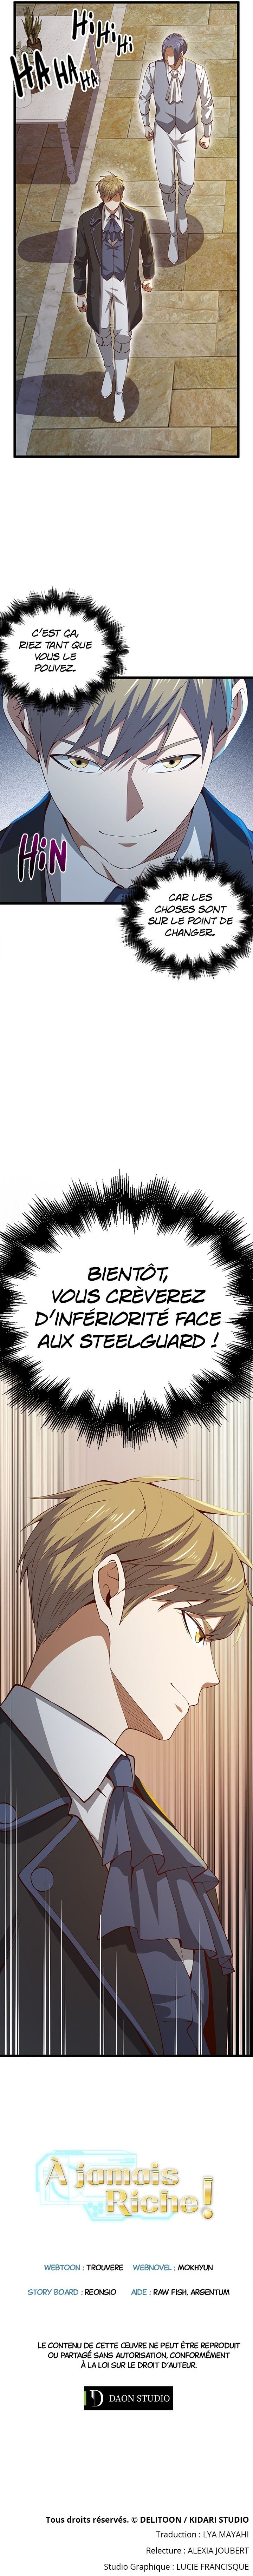 Hi Hi Hi
HA HA HA
C'EST ÇA,
RIEZ TANT QUE
VOUS LE
POUVEZ.
HiN
CAR LES
CHOSES SONT
SUR LE POINT DE
CHANGER.
BIENTÔT,
VOUS CRÈVEREZ
D'INFÉRIORITÉ FACE
AUX STEELGUARD !
À jamais
Riche !
WEBTOON : TROUVERE WEBNOVEL : MOKHYUN
STORY BOARD : REONSIO AIDE : RAW FISH, ARGENTUM
LE CONTENU DE CETTE ŒUVRE NE PEUT ÊTRE REPRODUIT
OU PARTAGÉ SANS AUTORISATION, CONFORMÉMENT
À LA LOI SUR LE DROIT D'AUTEUR.
D DAON STUDIO
Tous droits réservés. © DELITOON / KIDARI STUDIO
Traduction : LYA MAYAHI
Relecture : ALEXIA JOUBERT
Studio Graphique : LUCIE FRANCISQUE